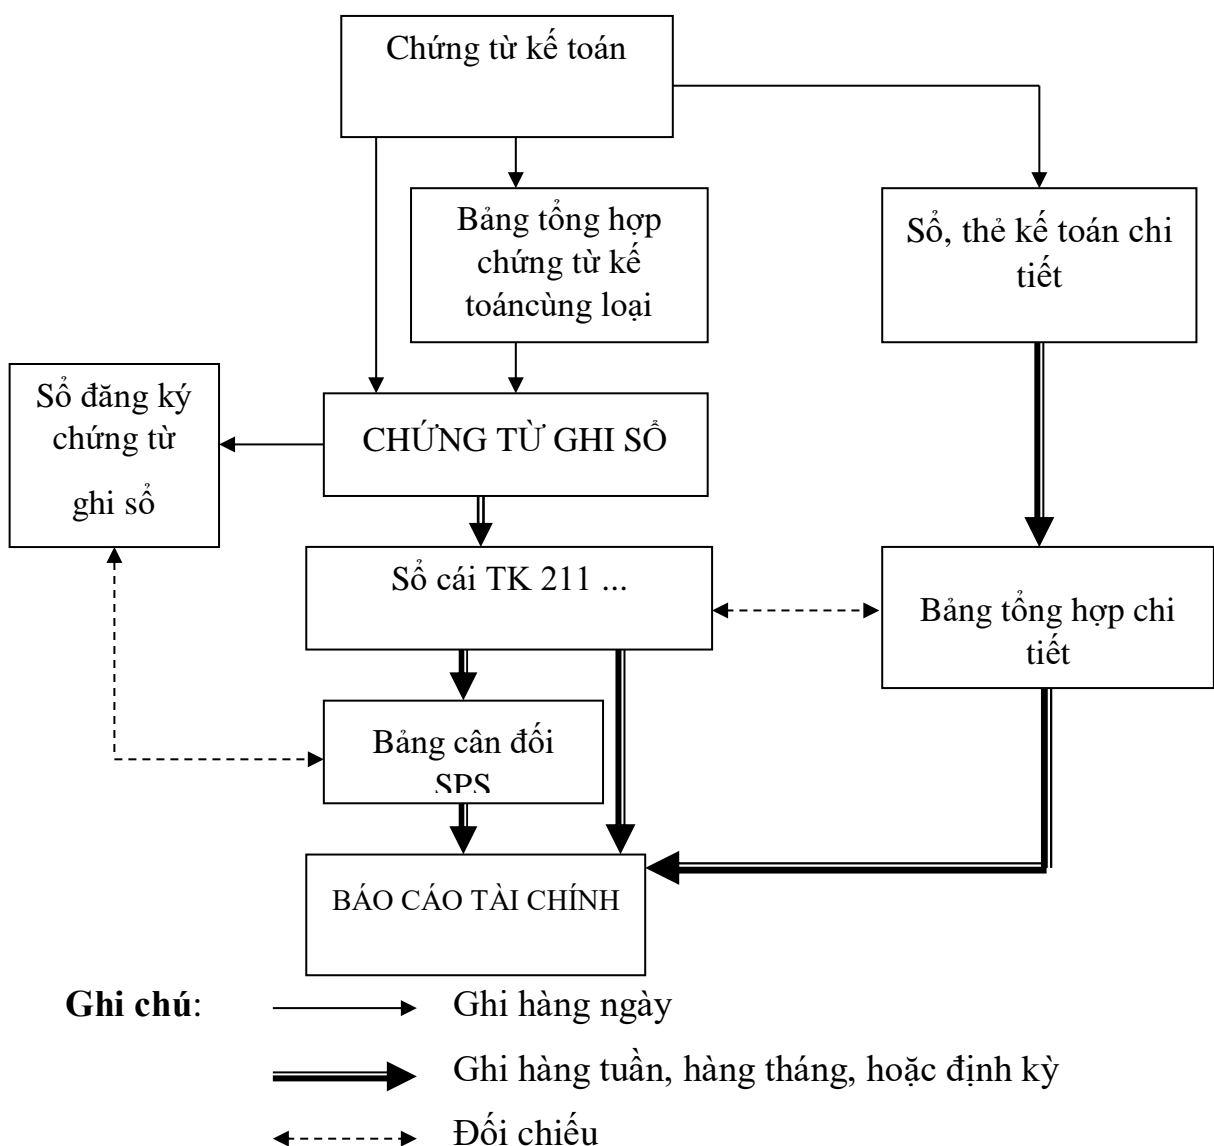 Chứng từ kế toán
Bảng tổng hợp
chứng từ kế
toáncùng loại
Sổ, thẻ kế toán chi
tiết
Sổ đăng ký
chứng từ
ghi sổ
CHỨNG TỪ GHI SỔ
Sổ cái TK 211 ...
Bảng tổng hợp chi
tiết
Bảng cân đối
SPS
BÁO CÁO TÀI CHÍNH
Ghi chú:
Ghi hàng ngày
Ghi hàng tuần, hàng tháng, hoặc định kỳ
Đối chiếu